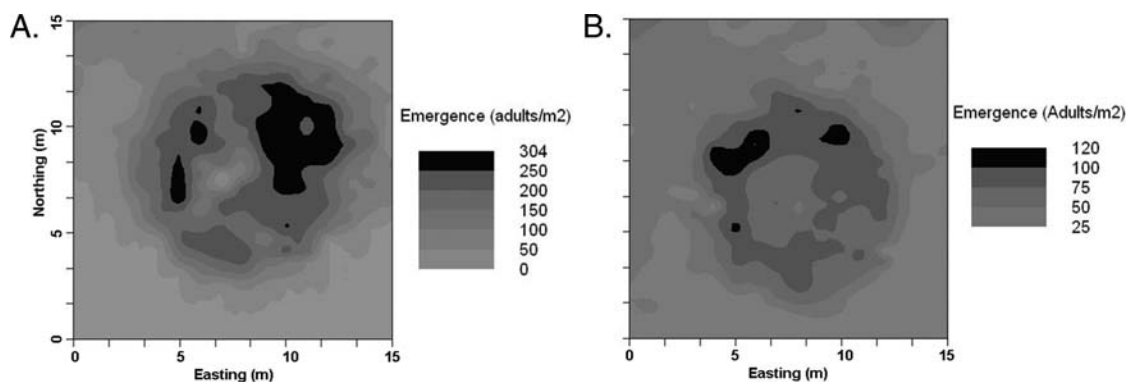 A.
15
10
5
0
Northing (m)
0 5 10 15
Easting (m)
Emergence (adults/m2)
304
250
200
150
100
50
0
B.
0 5 10 15
Easting (m)
Emergence (Adults/m2)
120
100
75
50
25